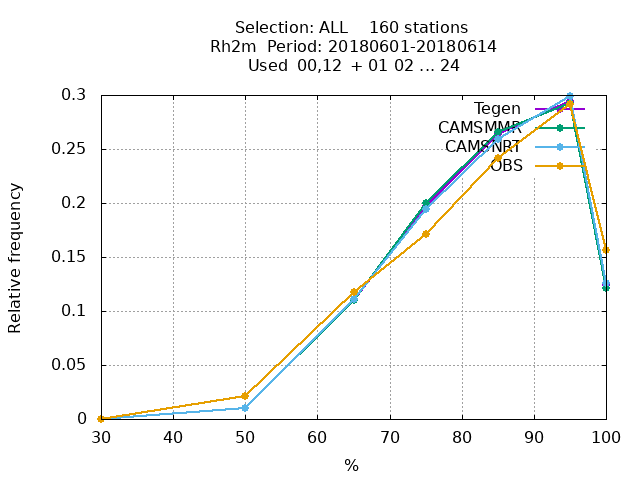 Selection: ALL    160 stations
Rh2m  Period: 20180601-20180614
Used  00,12  + 01 02 ... 24
0.3
0.25
0.2
0.15
0.1
0.05
0
Relative frequency
Tegen
CAMSMMR
CAMSNRT
OBS
30 40 50 60 70 80 90 100
%